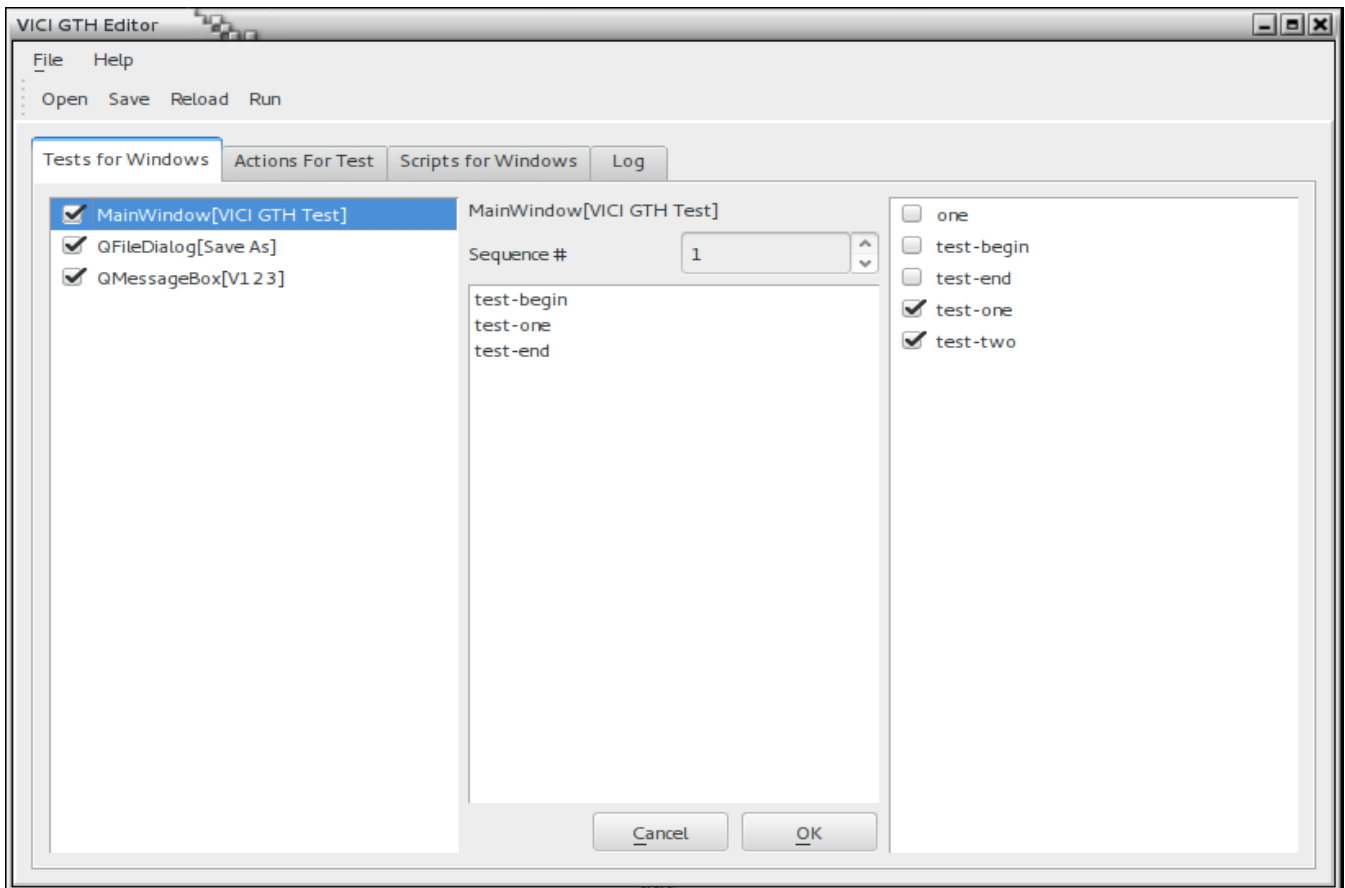 VICI GTH Editor
File Help
Open Save Reload Run
Tests for Windows Actions For Test Scripts for Windows Log
MainWindow[VICI GTH Test]
QFileDialog[Save As]
QMessageBox[V123]
MainWindow[VICI GTH Test]
Sequence # 1
test-begin
test-one
test-end
Cancel OK
one
test-begin
test-end
test-one
test-two